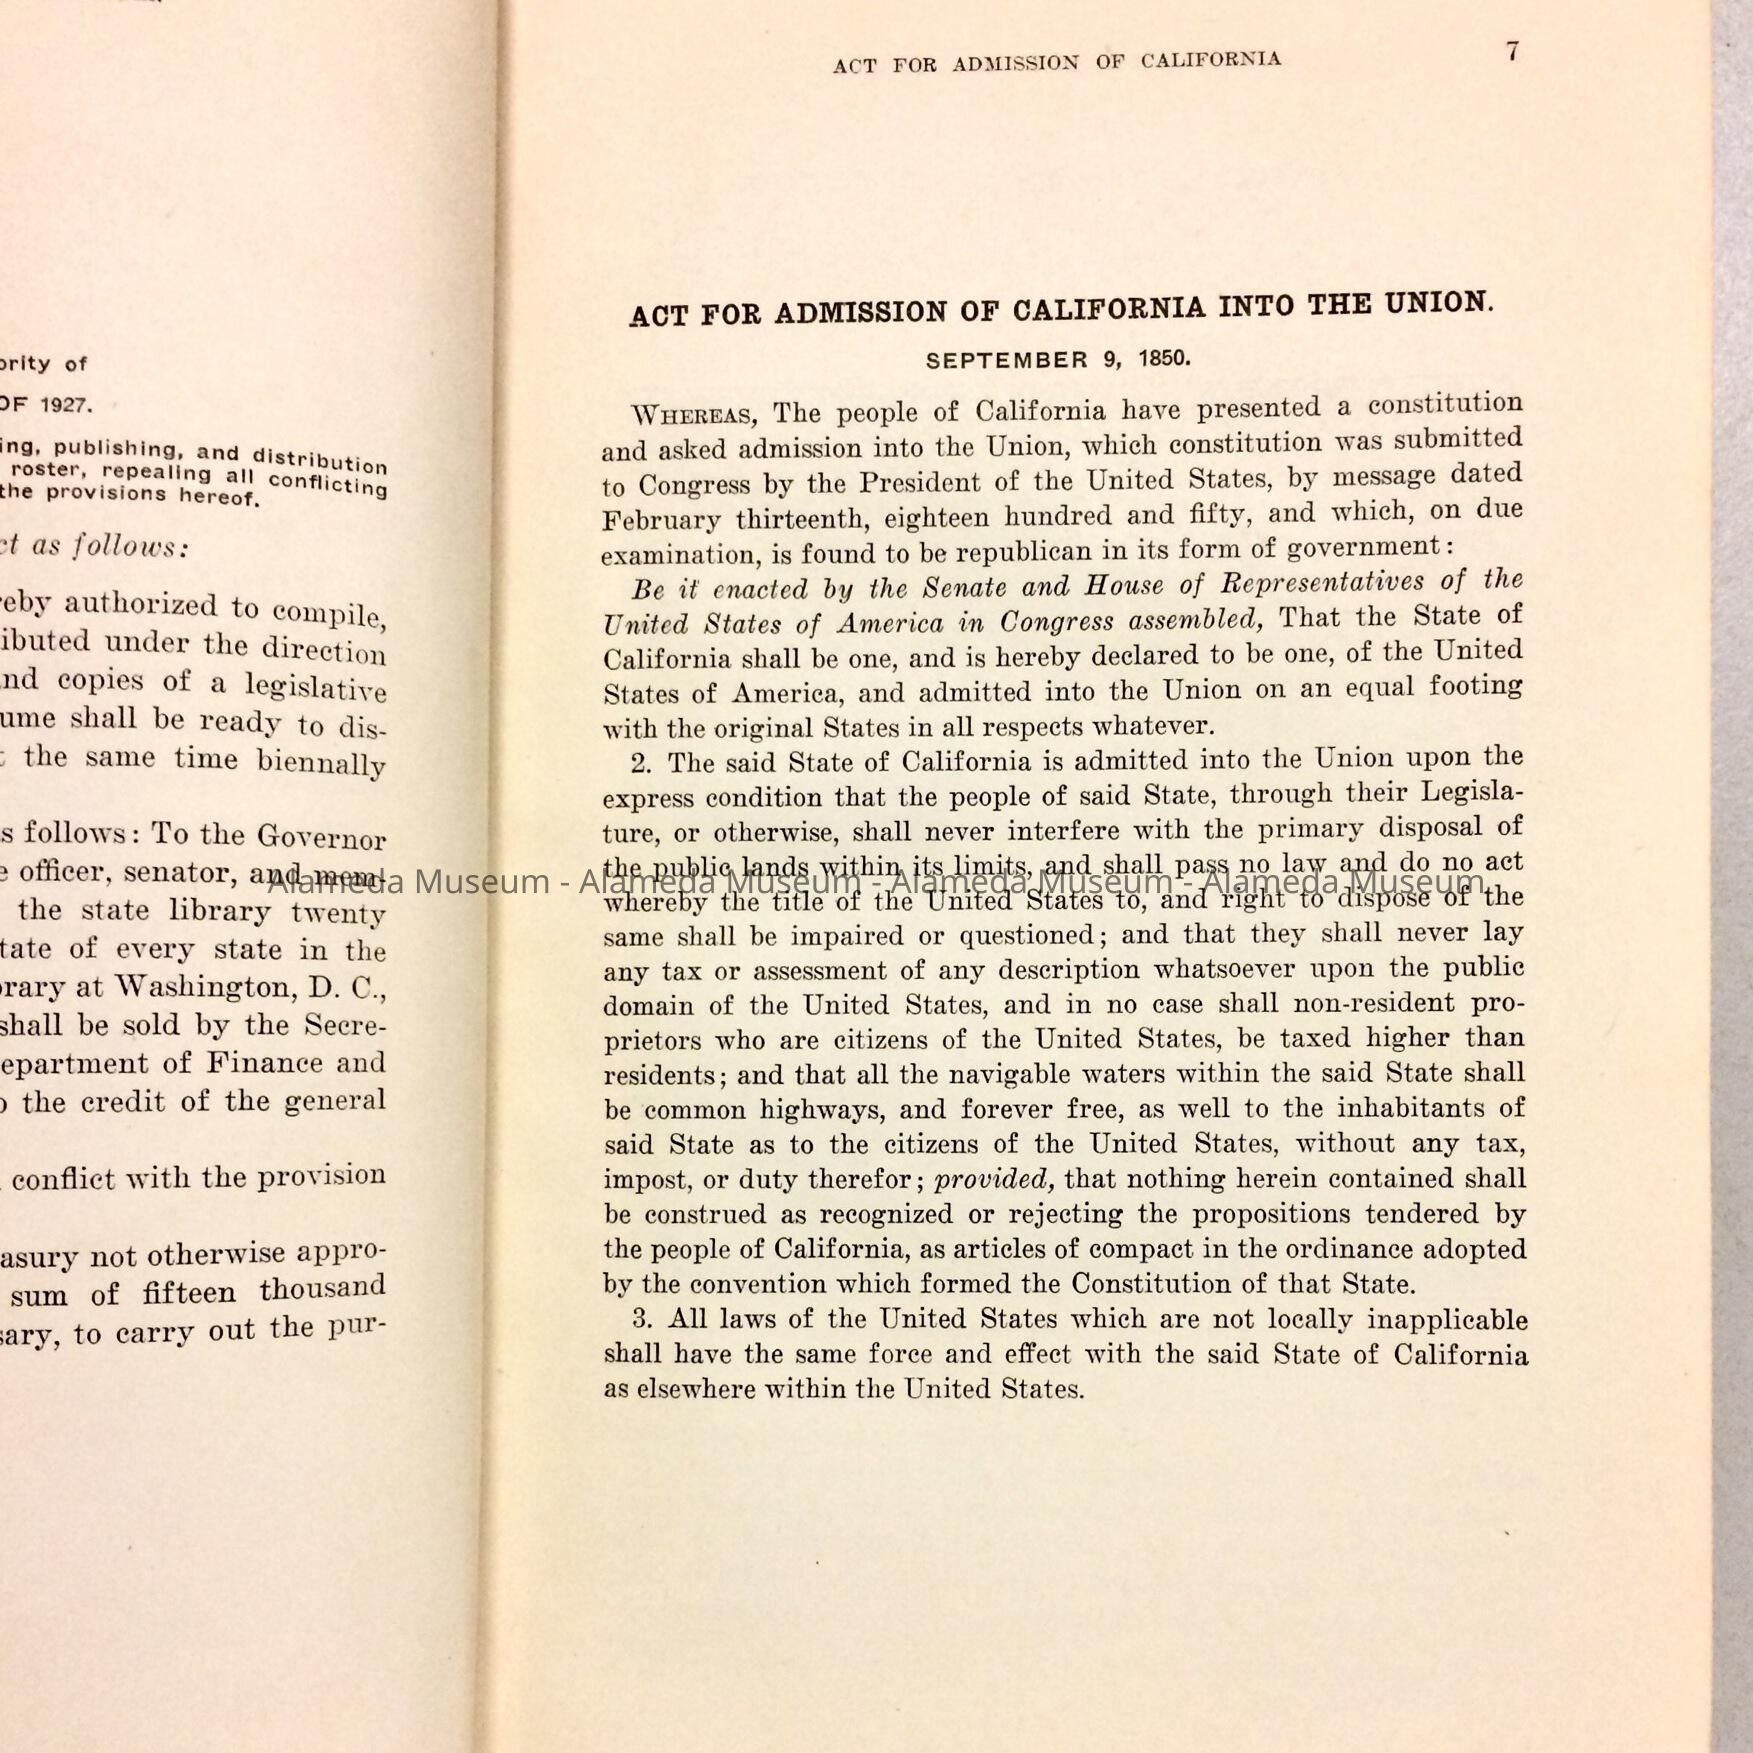 ority of
OF 1927.
ing, publishing, and distribution
roster, repealing all conflicting
the provisions hereof.
ct as follows:
eby authorized to compile,
ibuted under the direction
nd copies of a legislative
ume shall be ready to dis-
the same time biennally
s follows: To the Governor
e officer, senator, and mem-
the state library twenty
tate of every state in the
rary at Washington, D. C.,
shall be sold by the Secre-
epartment of Finance and
o the credit of the general
conflict with the provision
asury not otherwise appro-
sum of fifteen thousand
sary, to carry out the pur-
ACT FOR ADMISSION OF CALIFORNIA 7
ACT FOR ADMISSION OF CALIFORNIA INTO THE UNION.
SEPTEMBER 9, 1850.
WHEREAS, The people of California have presented a constitution
and asked admission into the Union, which constitution was submitted
to Congress by the President of the United States, by message dated
February thirteenth, eighteen hundred and fifty, and which, on due
examination, is found to be republican in its form of government:
Be it enacted by the Senate and House of Representatives of the
United States of America in Congress assembled, That the State of
California shall be one, and is hereby declared to be one, of the United
States of America, and admitted into the Union on an equal footing
with the original States in all respects whatever.
2. The said State of California is admitted into the Union upon the
express condition that the people of said State, through their Legisla-
ture, or otherwise, shall never interfere with the primary disposal of
the public lands within its limits, and shall pass no law and do no act
whereby the title of the United States to, and right to dispose of the
same shall be impaired or questioned; and that they shall never lay
any tax or assessment of any description whatsoever upon the public
domain of the United States, and in no case shall non-resident pro-
prietors who are citizens of the United States, be taxed higher than
residents; and that all the navigable waters within the said State shall
be common highways, and forever free, as well to the inhabitants of
said State as to the citizens of the United States, without any tax,
impost, or duty therefor; provided, that nothing herein contained shall
be construed as recognized or rejecting the propositions tendered by
the people of California, as articles of compact in the ordinance adopted
by the convention which formed the Constitution of that State.
3. All laws of the United States which are not locally inapplicable
shall have the same force and effect with the said State of California
as elsewhere within the United States.
Alameda Museum - Alameda Museum - Alameda Museum - Alameda Museum